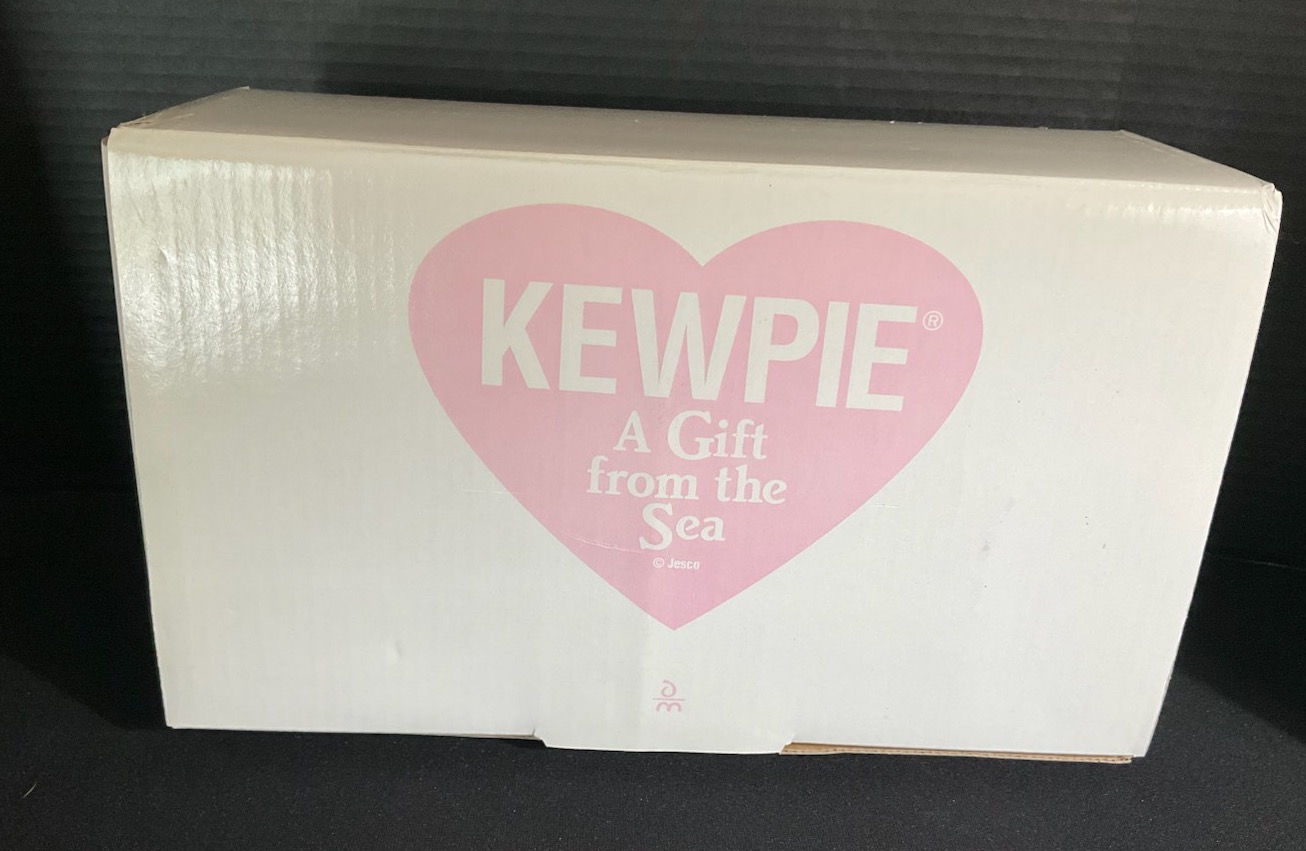 KEWPIE®
A Gift
from the
Sea
© Jesco